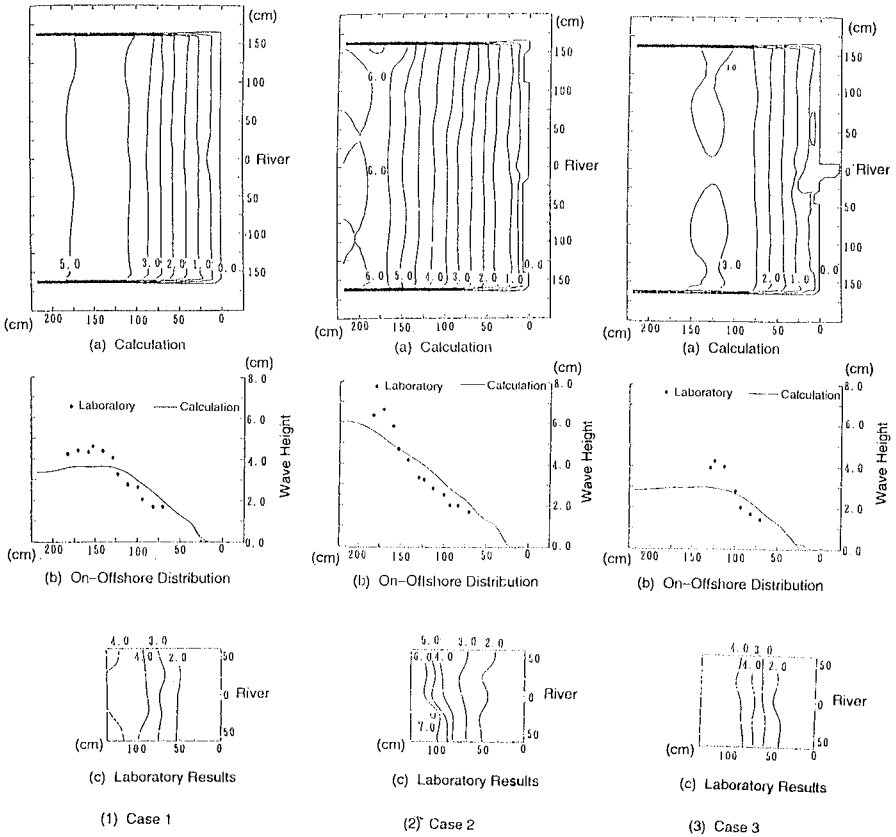 (cm)
(cm)
(cm)
150
100
50
0 River
50
100
150
5.0 3.0 2.0 1.0 0.0
(cm)
200 150 100 50 0
(a) Calculation
150
100
50
0 River
50
100
150
6.0
6.0
6.0 5.0 4.0 3.0 2.0 1.0 0.0
(cm)
200 150 100 50 0
(a) Calculation
150
100
50
0 River
50
100
150
3.0 2.0 1.0 0.0
(cm)
200 150 100 50 0
(a) Calculation
(cm)
8.0
6.0
4.0
2.0
0.0
Wave Height
Laboratory Calculation
(cm) 200 150 100 50 0
(b) On-Offshore Distribution
(cm)
8.0
6.0
4.0
2.0
0.0
Wave Height
Laboratory Calculation
(cm) 200 150 100 50 0
(b) On-Offshore Distribution
(cm)
8.0
6.0
4.0
2.0
0.0
Wave Height
Laboratory Calculation
(cm) 200 150 100 50 0
(b) On-Offshore Distribution
4.0 3.0
4.0 2.0
50
0 River
50
(cm) 100 50 0
(c) Laboratory Results
5.0 3.0 2.0
6.0 4.0
7.0
50
0 River
50
(cm) 100 50 0
(c) Laboratory Results
4.0 3.0
4.0 2.0
50
0 River
50
(cm) 100 50 0
(c) Laboratory Results
(1) Case 1
(2) Case 2
(3) Case 3